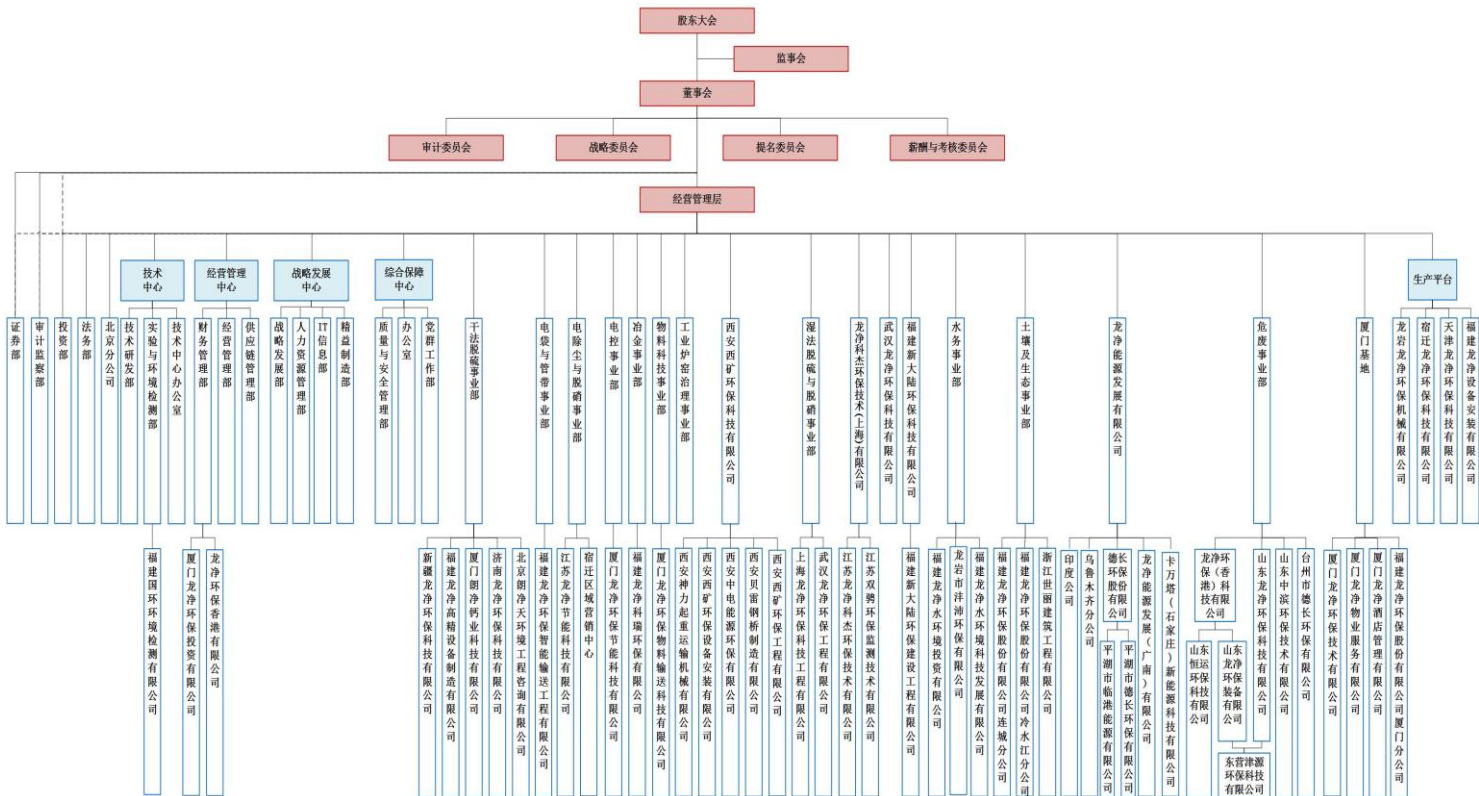 股东大会
监事会
董事会
审计委员会
战略委员会
提名委员会
薪酬与考核委员会
经营管理层
技术
中心
经营管理
中心
战略发展
中心
综合保障
中心
生产平台
证券部
审计监察部
投资部
法务部
北京分公司
技术研发部
实验与环境检测部
技术中心办公室
财务管理部
经营管理部
供应链管理部
战略发展部
人力资源管理部
IT信息部
精益制造部
质量与安全管理部
办公室
党群工作部
干法脱硫事业部
电袋与管带事业部
电除尘与脱硝事业部
电控事业部
冶金事业部
物料科技事业部
工业炉窑治理事业部
西安西矿环保科技有限公司
湿法脱硫与脱硝事业部
龙净科杰环保技术(上海)有限公司
武汉龙净环保科技有限公司
福建新大陆环保科技有限公司
水务事业部
土壤及生态事业部
龙净能源发展有限公司
危废事业部
厦门基地
龙岩龙净环保机械有限公司
宿迁龙净环保科技有限公司
天津龙净环保科技有限公司
福建龙净设备安装有限公司
福建国环环境检测有限公司
厦门龙净环保投资有限公司
龙净环保香港有限公司
新疆龙净环保科技有限公司
福建龙净高精设备制造有限公司
厦门朗净钙业科技有限公司
济南龙净环保科技有限公司
北京朗净天环境工程咨询有限公司
福建龙净环保智能输送工程有限公司
江苏龙净节能科技有限公司
宿迁区域营销中心
厦门龙净环保节能科技有限公司
福建龙净科瑞环保有限公司
厦门龙净环保物料输送科技有限公司
西安神力起重运输机械有限公司
西安西矿环保设备安装有限公司
西安中电能源环保有限公司
西安贝雷钢桥制造有限公司
西安西矿环保工程有限公司
上海龙净环保科技工程有限公司
武汉龙净环保工程有限公司
江苏龙净科杰环保技术有限公司
江苏双骋环保监测技术有限公司
福建新大陆环保建设工程有限公司
福建龙净水环境投资有限公司
龙岩市沣沛环保有限公司
福建龙净水环境科技发展有限公司
福建龙净环保股份有限公司连城分公司
福建龙净环保股份有限公司冷水江分公司
浙江世丽建筑工程有限公司
印度公司
乌鲁木齐分公司
德长环保股份有限公司
平湖市临港能源有限公司
平湖市德长环保有限公司
龙净能源发展(广南)有限公司
卡万塔(石家庄)新能源科技有限公司
龙净环保(香港)科技有限公司
山东恒运环保科技有限公司
山东龙净环保装备有限公司
东营津源
环保科技
有限公司
山东龙净环保科技有限公司
山东中滨环保技术有限公司
台州市德长环保有限公司
厦门龙净环保技术有限公司
厦门龙净物业服务有限公司
厦门龙净酒店管理有限公司
福建龙净环保股份有限公司厦门分公司